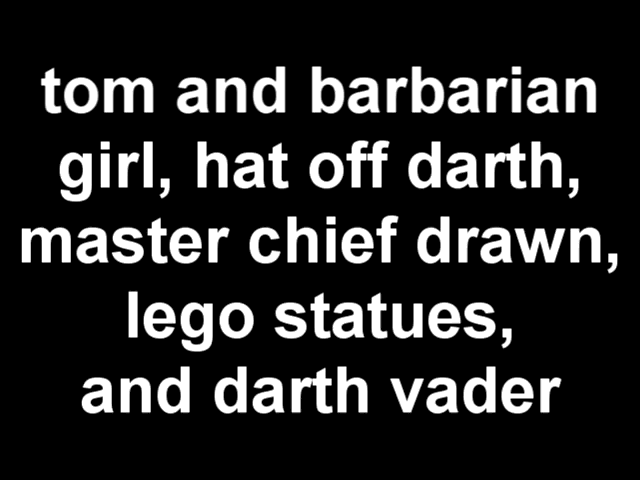 tom and barbarian
girl, hat off darth,
master chief drawn,
lego statues,
and darth vader